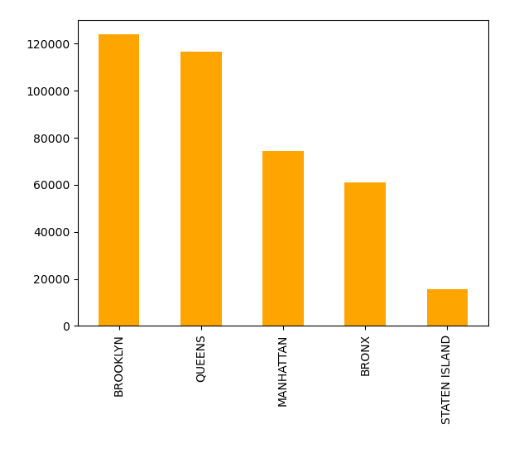 120000
100000
80000
60000
40000
20000
0
BROOKLYN
QUEENS
MANHATTAN
BRONX
STATEN ISLAND